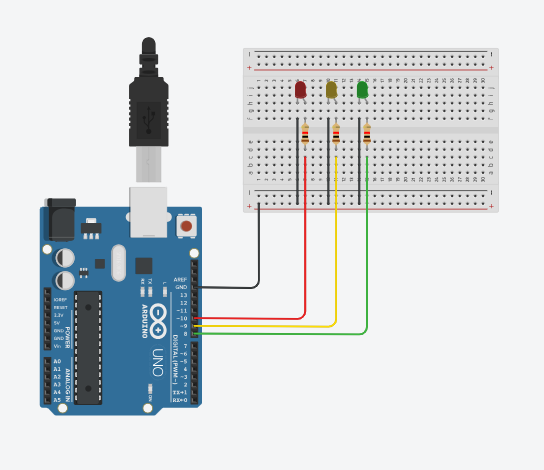 - -
+ +
j j
i i
h h
g g
f f
e e
d d
c c
b b
a a
- -
+ +
AREF
GND
13
12
~11
~10
~9
8
7
~6
~5
4
~3
2
TX→1
RX←0
DIGITAL (PWM~)
L
TX
RX
ARDUINO
UNO
ON
IOREF
RESET
3.3V
5V
GND
GND
Vin
POWER
A0
A1
A2
A3
A4
A5
ANALOG IN